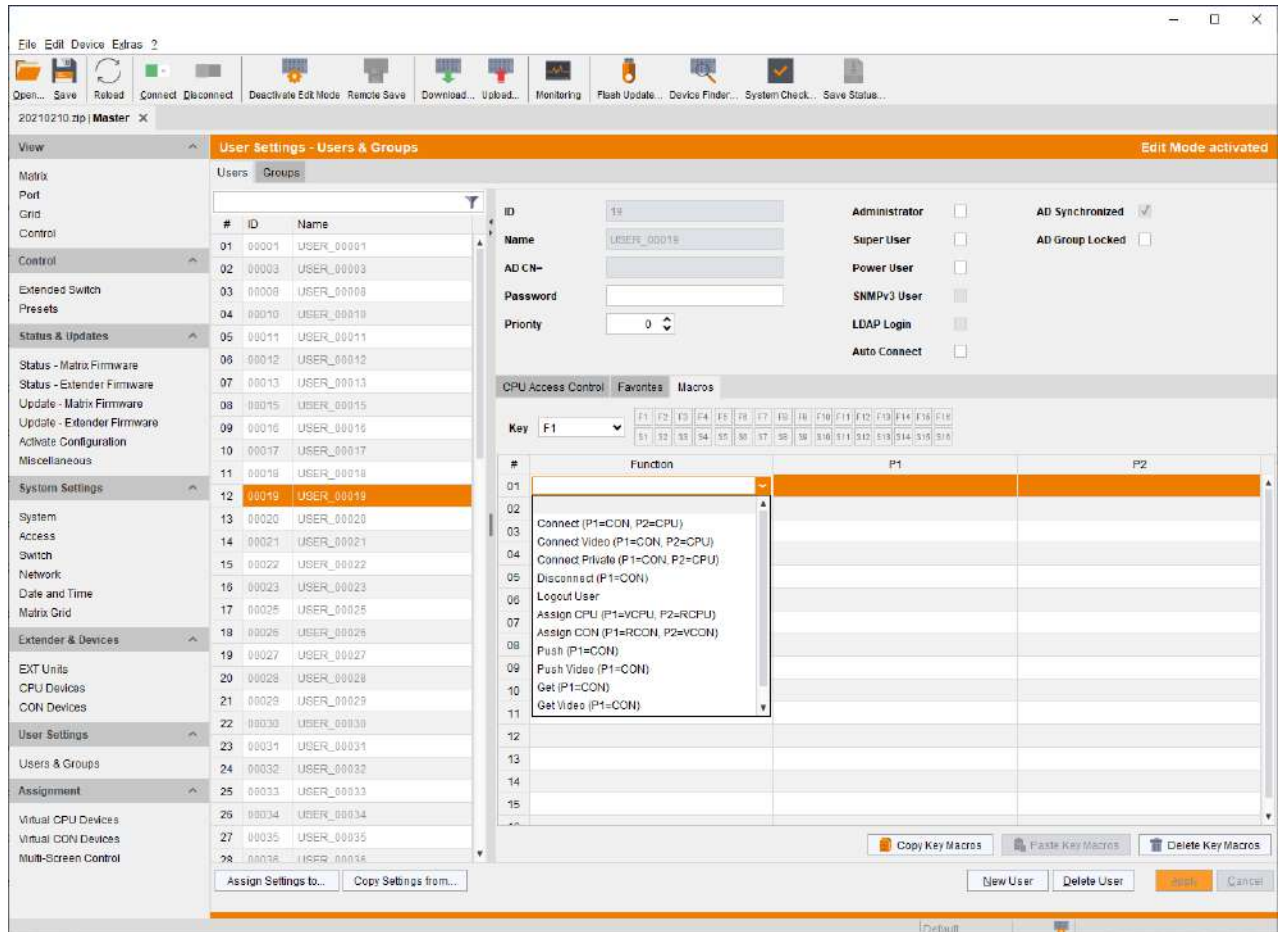 File Edit Device Extras ?
Open... Save Reload Connect Disconnect Deactivate Edit Mode Remote Save Download... Upload... Monitoring Flash Update... Device Finder... System Check... Save Status...
20210210.zip | Master X
View
Matrix
Port
Grid
Control
Control
Extended Switch
Presets
Status & Updates
Status - Matrix Firmware
Status - Extender Firmware
Update - Matrix Firmware
Update - Extender Firmware
Activate Configuration
Miscellaneous
System Settings
System
Access
Switch
Network
Date and Time
Matrix Grid
Extender & Devices
EXT Units
CPU Devices
CON Devices
User Settings
Users & Groups
Assignment
Virtual CPU Devices
Virtual CON Devices
Multi-Screen Control
User Settings - Users & Groups Edit Mode activated
Users Groups
# ID Name
01 00001 USER_00001
02 00003 USER_00003
03 00008 USER_00008
04 00010 USER_00010
05 00011 USER_00011
06 00012 USER_00012
07 00013 USER_00013
08 00015 USER_00015
09 00016 USER_00016
10 00017 USER_00017
11 00018 USER_00018
12 00019 USER_00019
13 00020 USER_00020
14 00021 USER_00021
15 00022 USER_00022
16 00023 USER_00023
17 00025 USER_00025
18 00026 USER_00026
19 00027 USER_00027
20 00028 USER_00028
21 00029 USER_00029
22 00030 USER_00030
23 00031 USER_00031
24 00032 USER_00032
25 00033 USER_00033
26 00034 USER_00034
27 00035 USER_00035
28 00036 USER_00036
Assign Settings to... Copy Settings from...
ID 19
Name USER_00019
AD CN=
Password
Priority 0
Administrator
Super User
Power User
SNMPv3 User
LDAP Login
Auto Connect
AD Synchronized
AD Group Locked
CPU Access Control Favorites Macros
Key F1
F1 F2 F3 F4 F5 F6 F7 F8 F9 F10 F11 F12 F13 F14 F15 F16
S1 S2 S3 S4 S5 S6 S7 S8 S9 S10 S11 S12 S13 S14 S15 S16
# Function P1 P2
01
02
03
04
05
06
07
08
09
10
11
12
13
14
15
Connect (P1=CON, P2=CPU)
Connect Video (P1=CON, P2=CPU)
Connect Private (P1=CON, P2=CPU)
Disconnect (P1=CON)
Logout User
Assign CPU (P1=VCPU, P2=RCPU)
Assign CON (P1=RCON, P2=VCON)
Push (P1=CON)
Push Video (P1=CON)
Get (P1=CON)
Get Video (P1=CON)
Copy Key Macros Paste Key Macros Delete Key Macros
New User Delete User Apply Cancel
Default